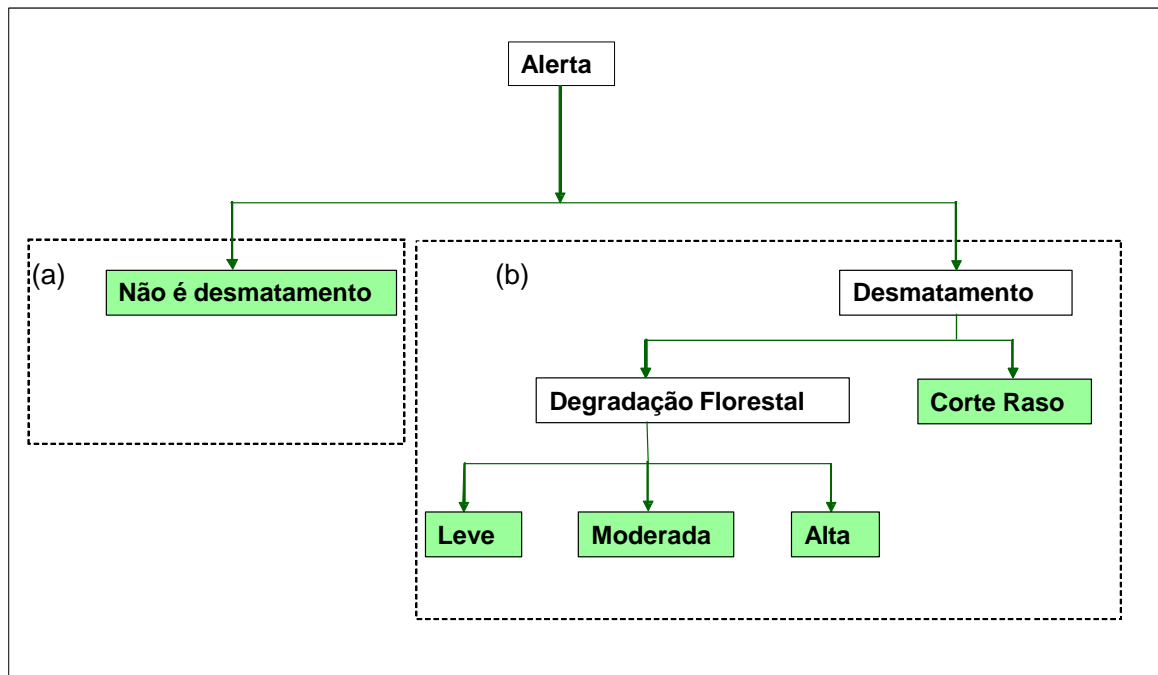 Alerta
(a)
Não é desmatamento
(b)
Desmatamento
Degradação Florestal
Corte Raso
Leve
Moderada
Alta